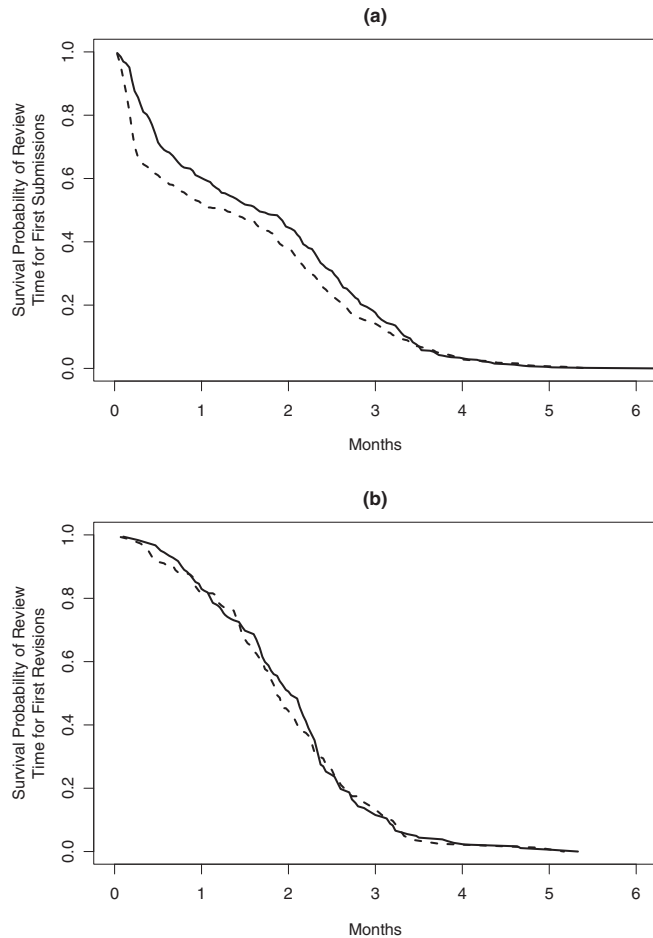 (a)
Survival Probability of Review
Time for First Submissions
1.0
0.8
0.6
0.4
0.2
0.0
0 1 2 3 4 5 6
Months
(b)
Survival Probability of Review
Time for First Revisions
1.0
0.8
0.6
0.4
0.2
0.0
0 1 2 3 4 5 6
Months